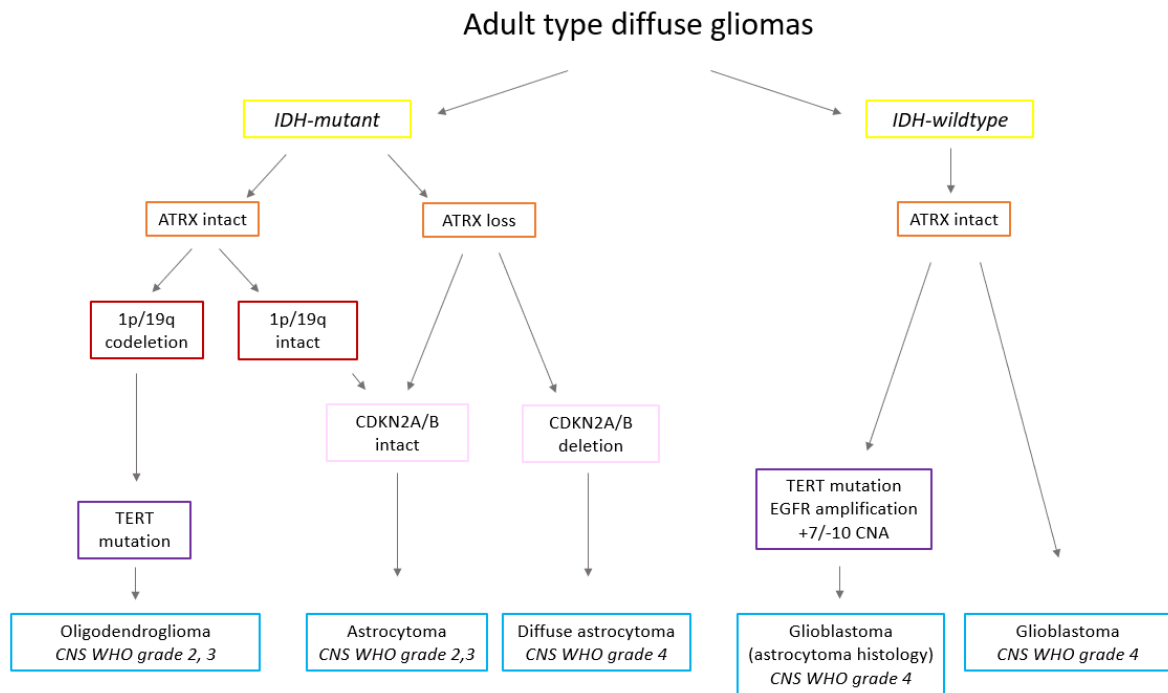 Adult type diffuse gliomas
IDH-mutant
IDH-wildtype
ATRX intact
ATRX loss
ATRX intact
1p/19q
codeletion
1p/19q
intact
CDKN2A/B
intact
CDKN2A/B
deletion
TERT
mutation
TERT mutation
EGFR amplification
+7/-10 CNA
Oligodendroglioma
CNS WHO grade 2, 3
Astrocytoma
CNS WHO grade 2,3
Diffuse astrocytoma
CNS WHO grade 4
Glioblastoma
(astrocytoma histology)
CNS WHO grade 4
Glioblastoma
CNS WHO grade 4